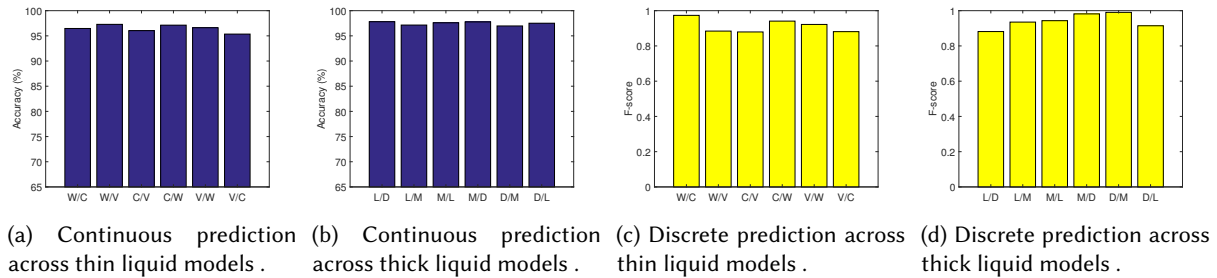 100
95
90
85
80
75
70
65
Accuracy (%)
W/C W/V C/V C/W V/W V/C
(a) Continuous prediction
across thin liquid models .
100
95
90
85
80
75
70
65
Accuracy (%)
L/D L/M M/L M/D D/M D/L
(b) Continuous prediction
across thick liquid models .
1
0.8
0.6
0.4
0.2
0
F-score
W/C W/V C/V C/W V/W V/C
(c) Discrete prediction across
thin liquid models .
1
0.8
0.6
0.4
0.2
0
F-score
L/D L/M M/L M/D D/M D/L
(d) Discrete prediction across
thick liquid models .